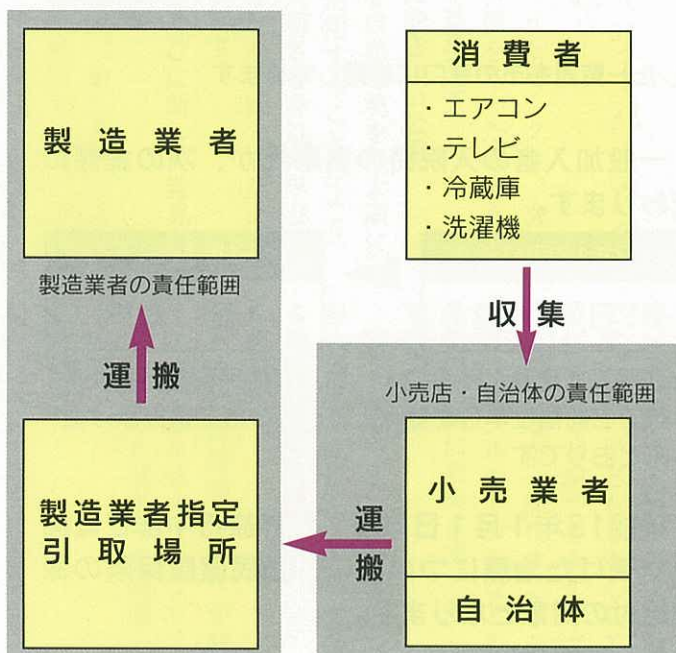 消費者
・エアコン
・テレビ
・冷蔵庫
・洗濯機
収集
小売店・自治体の責任範囲
小売業者
自治体
運搬
製造業者指定
引取場所
運搬
製造業者の責任範囲
製造業者